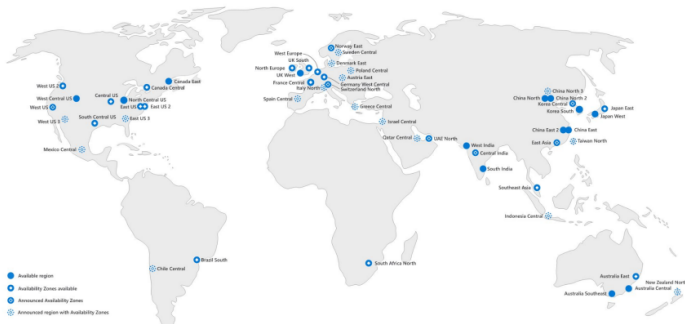 West US 2
West Central US
West US
West US 3
Mexico Central
Central US
South Central US
Canada East
Canada Central
North Central US
East US
East US 2
East US 3
Brazil South
Chile Central
Norway East
Sweden Central
West Europe
UK South
Denmark East
North Europe
Poland Central
UK West
Austria East
France Central
Germany West Central
Italy North
Switzerland North
Spain Central
Greece Central
Israel Central
Qatar Central
UAE North
South Africa North
West India
Central India
South India
China North 3
China North
China North 2
Korea Central
Korea South
Japan East
Japan West
China East 2
China East
East Asia
Taiwan North
Southeast Asia
Indonesia Central
Australia East
New Zealand North
Australia Central
Australia Southeast
Available region
Availability Zones available
Announced Availability Zones
Announced region with Availability Zones